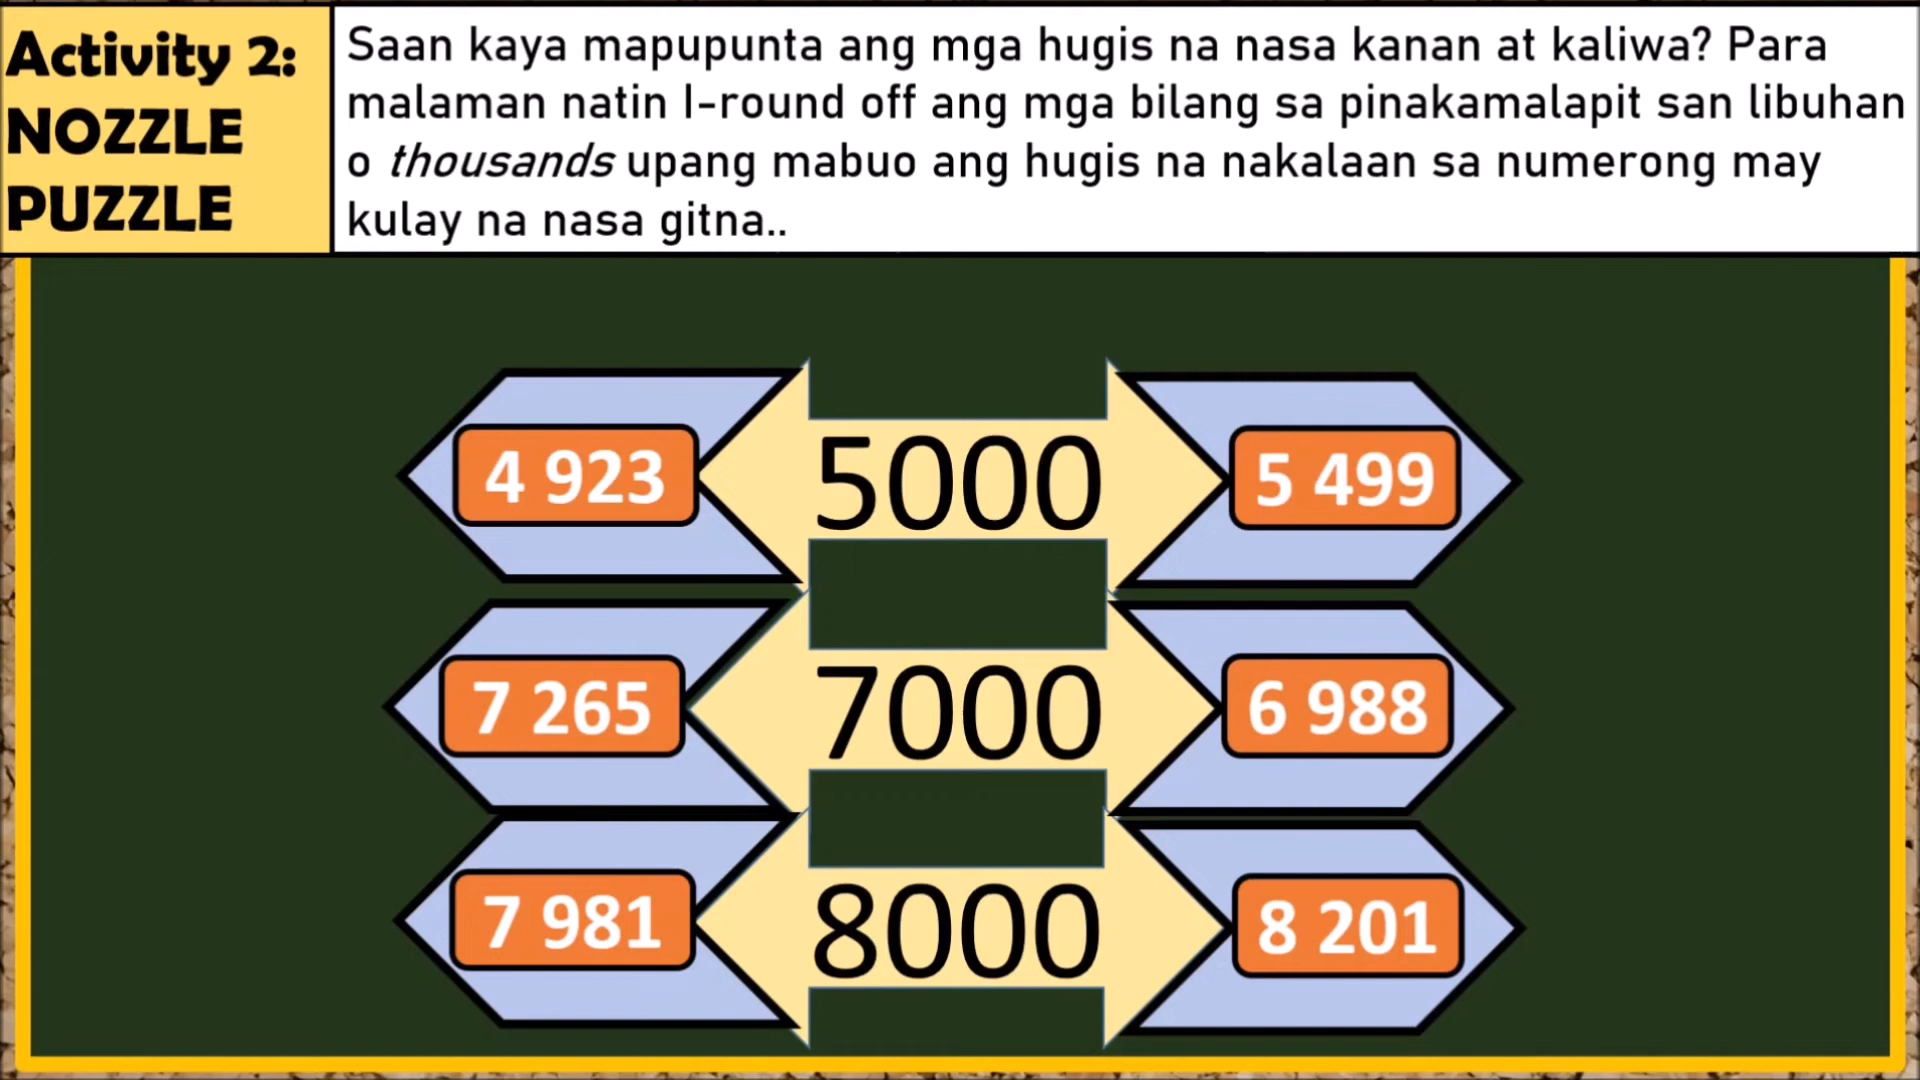 Activity 2:
NOZZLE
PUZZLE
Saan kaya mapupunta ang mga hugis na nasa kanan at kaliwa? Para
malaman natin I-round off ang mga bilang sa pinakamalapit san libuhan
o thousands upang mabuo ang hugis na nakalaan sa numerong may
kulay na nasa gitna..
4 923 5000 5 499
7 265 7000 6 988
7 981 8000 8 201